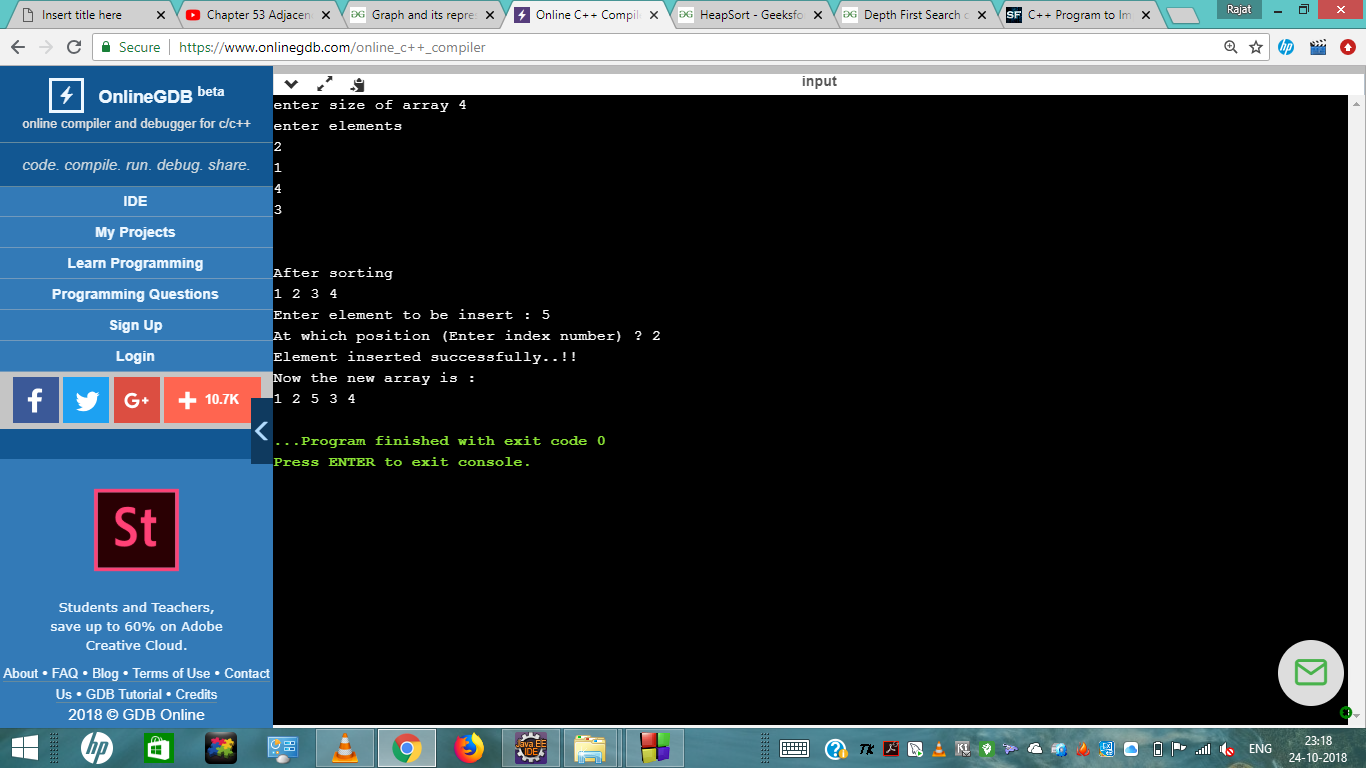 Insert title here
Chapter 53 Adjacen
Graph and its repre
Online C++ Compil
HeapSort - Geeksfo
Depth First Search o
SF C++ Program to Im
Rajat
Secure
https://www.onlinegdb.com/online_c++_compiler
OnlineGDB beta
online compiler and debugger for c/c++
code. compile. run. debug. share.
IDE
My Projects
Learn Programming
Programming Questions
Sign Up
Login
G+
10.7K
St
Students and Teachers,
save up to 60% on Adobe
Creative Cloud.
About • FAQ • Blog • Terms of Use • Contact
Us • GDB Tutorial • Credits
2018 © GDB Online
input
enter size of array 4
enter elements
2
1
4
3
After sorting
1 2 3 4
Enter element to be insert : 5
At which position (Enter index number) ? 2
Element inserted successfully..!!
Now the new array is :
1 2 5 3 4
...Program finished with exit code 0
Press ENTER to exit console.
hp
Java EE
IDE
ENG
23:18
24-10-2018